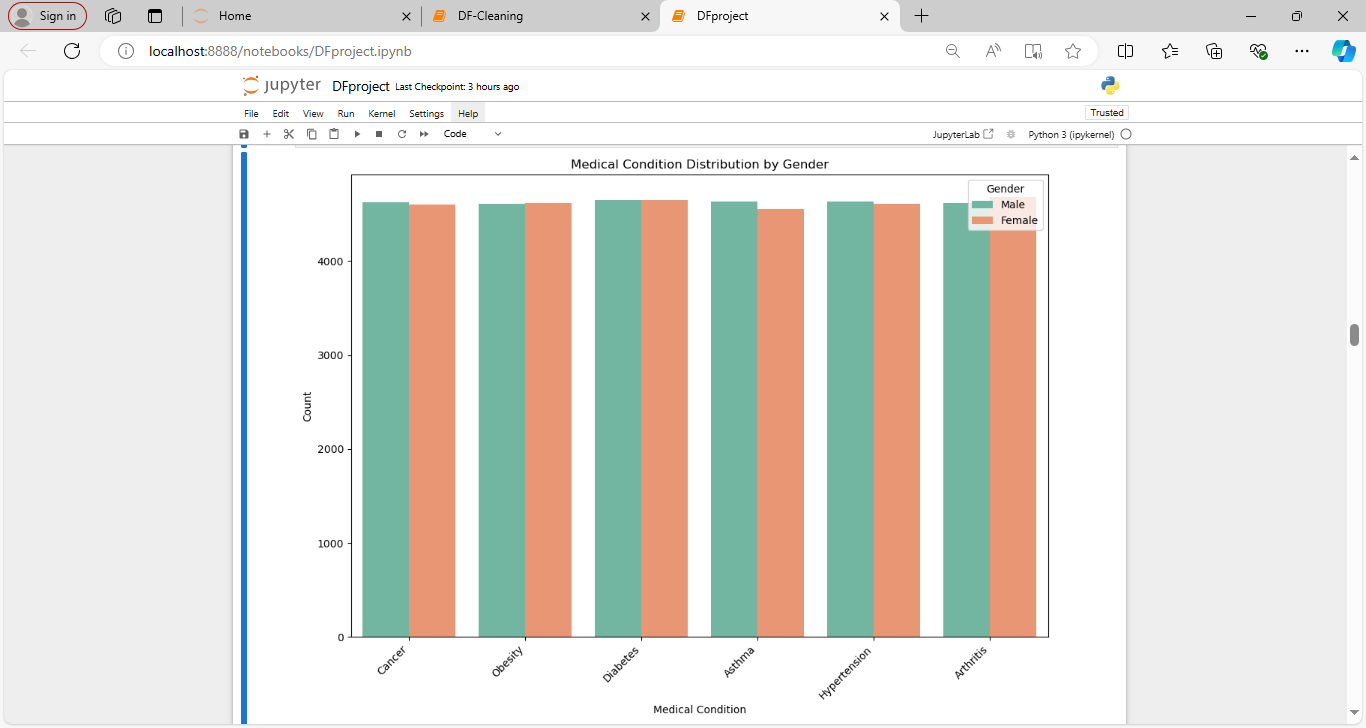 Sign in
Home
DF-Cleaning
DFproject
localhost:8888/notebooks/DFproject.ipynb
jupyter DFproject Last Checkpoint: 3 hours ago
File Edit View Run Kernel Settings Help
Trusted
Code
JupyterLab Python 3 (ipykernel)
Medical Condition Distribution by Gender
Gender
Male
Female
4000
3000
2000
1000
0
Count
Cancer
Obesity
Diabetes
Asthma
Hypertension
Arthritis
Medical Condition